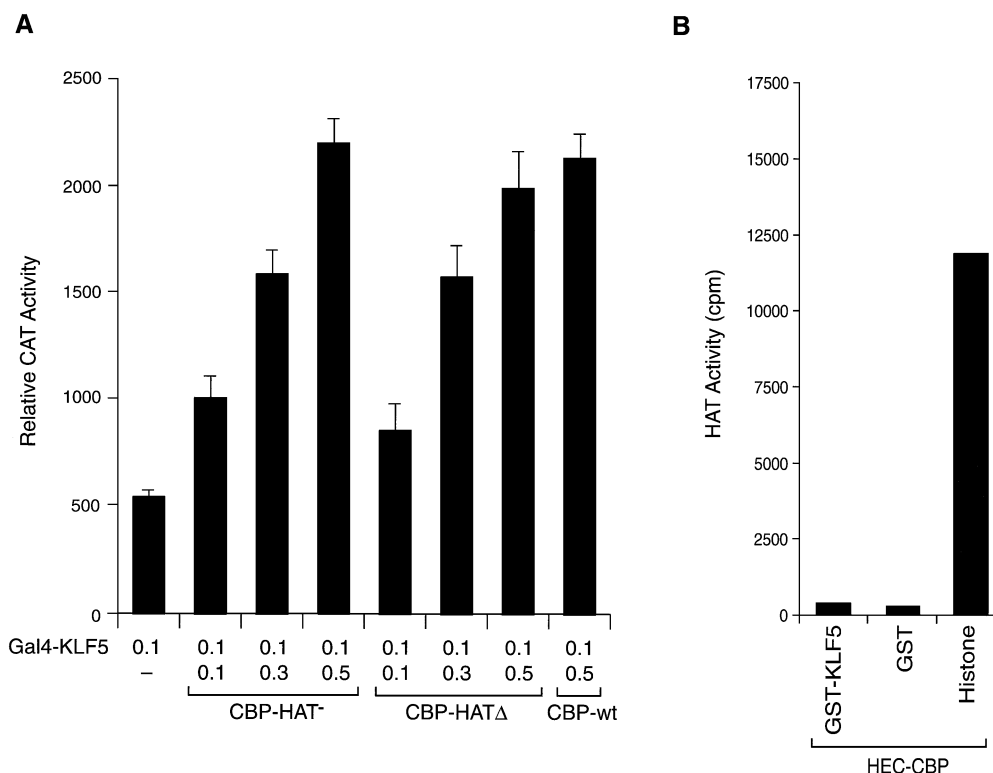 A
2500
2000
1500
1000
500
0
Relative CAT Activity
Gal4-KLF5 0.1 0.1 0.1 0.1 0.1 0.1 0.1 0.1
– 0.1 0.3 0.5 0.1 0.3 0.5 0.5
CBP-HAT- CBP-HATΔ CBP-wt
B
17500
15000
12500
10000
7500
5000
2500
0
HAT Activity (cpm)
GST-KLF5
GST
Histone
HEC-CBP